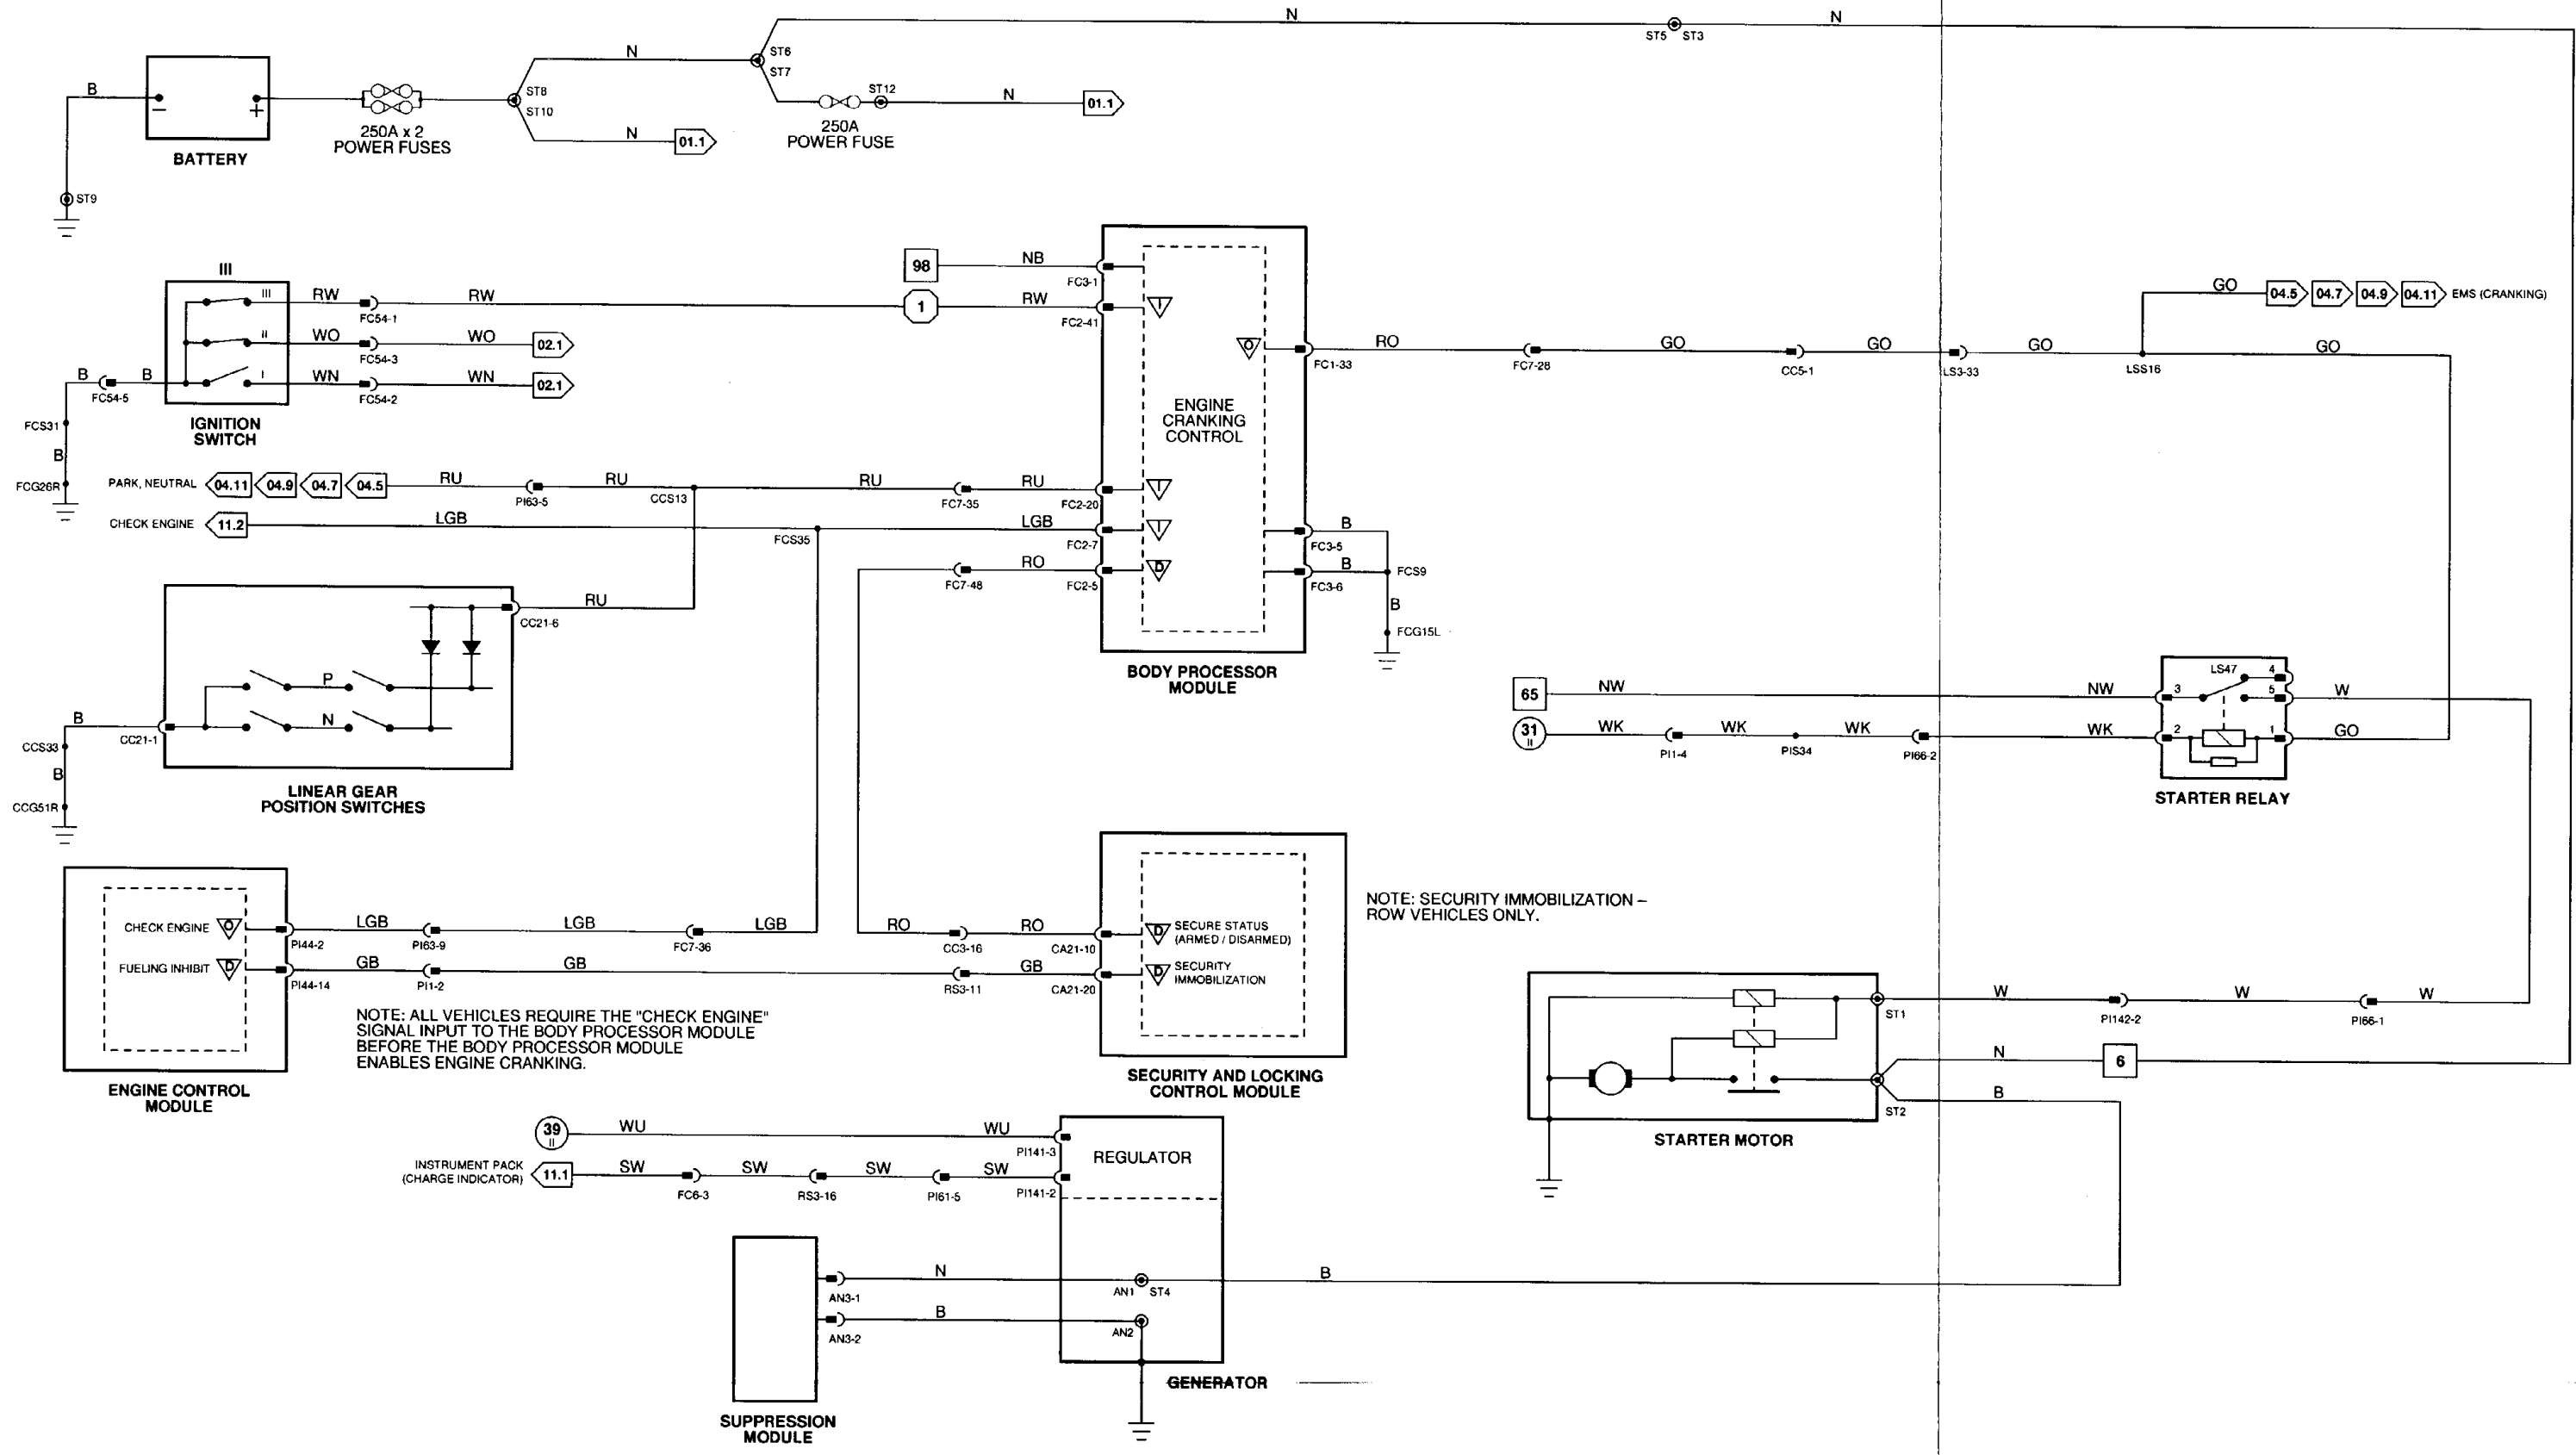 N
N
ST5 ST3
N
ST6
ST7
B
ST8
ST10
ST12
N
01.1
−
+
250A x 2
POWER FUSES
250A
POWER FUSE
N
01.1
BATTERY
ST9
III
98
NB
FC3-1
III
RW
RW
1
RW
FC54-1
FC2-41
II
WO
WO
02.1
FC54-3
I
WN
WN
02.1
FC54-2
B
B
FC54-5
IGNITION
SWITCH
FCS31
B
FCG26R
GO
04.5
04.7
04.9
04.11
EMS (CRANKING)
O
RO
GO
GO
GO
GO
FC1-33
FC7-28
CC5-1
LS3-33
LSS16
ENGINE
CRANKING
CONTROL
PARK, NEUTRAL
04.11
04.9
04.7
04.5
RU
RU
RU
RU
PI63-5
CCS13
FC7-35
FC2-20
I
I
CHECK ENGINE
11.2
LGB
LGB
FCS35
FC2-7
I
RO
FC7-48
FC2-5
D
B
FC3-5
B
FC3-6
FCS9
B
FCG15L
BODY PROCESSOR
MODULE
RU
CC21-6
P
N
B
CC21-1
CCS33
B
CCG51R
LINEAR GEAR
POSITION SWITCHES
65
NW
NW
3
LS47
4
5
W
31
II
WK
WK
WK
WK
2
1
GO
PI1-4
PIS34
PI66-2
STARTER RELAY
NOTE: SECURITY IMMOBILIZATION –
ROW VEHICLES ONLY.
CHECK ENGINE
O
LGB
LGB
LGB
PI44-2
PI63-9
FC7-36
RO
RO
CC3-16
CA21-10
D
SECURE STATUS
(ARMED / DISARMED)
FUELING INHIBIT
D
GB
GB
GB
PI44-14
PI1-2
RS3-11
CA21-20
D
SECURITY
IMMOBILIZATION
NOTE: ALL VEHICLES REQUIRE THE "CHECK ENGINE"
SIGNAL INPUT TO THE BODY PROCESSOR MODULE
BEFORE THE BODY PROCESSOR MODULE
ENABLES ENGINE CRANKING.
ENGINE CONTROL
MODULE
SECURITY AND LOCKING
CONTROL MODULE
W
W
W
ST1
PI142-2
PI66-1
N
6
B
ST2
STARTER MOTOR
39
II
WU
WU
PI141-3
REGULATOR
INSTRUMENT PACK
(CHARGE INDICATOR)
11.1
SW
SW
SW
SW
FC6-3
RS3-16
PI61-5
PI141-2
N
B
AN3-1
AN1 ST4
B
AN3-2
AN2
GENERATOR
SUPPRESSION
MODULE